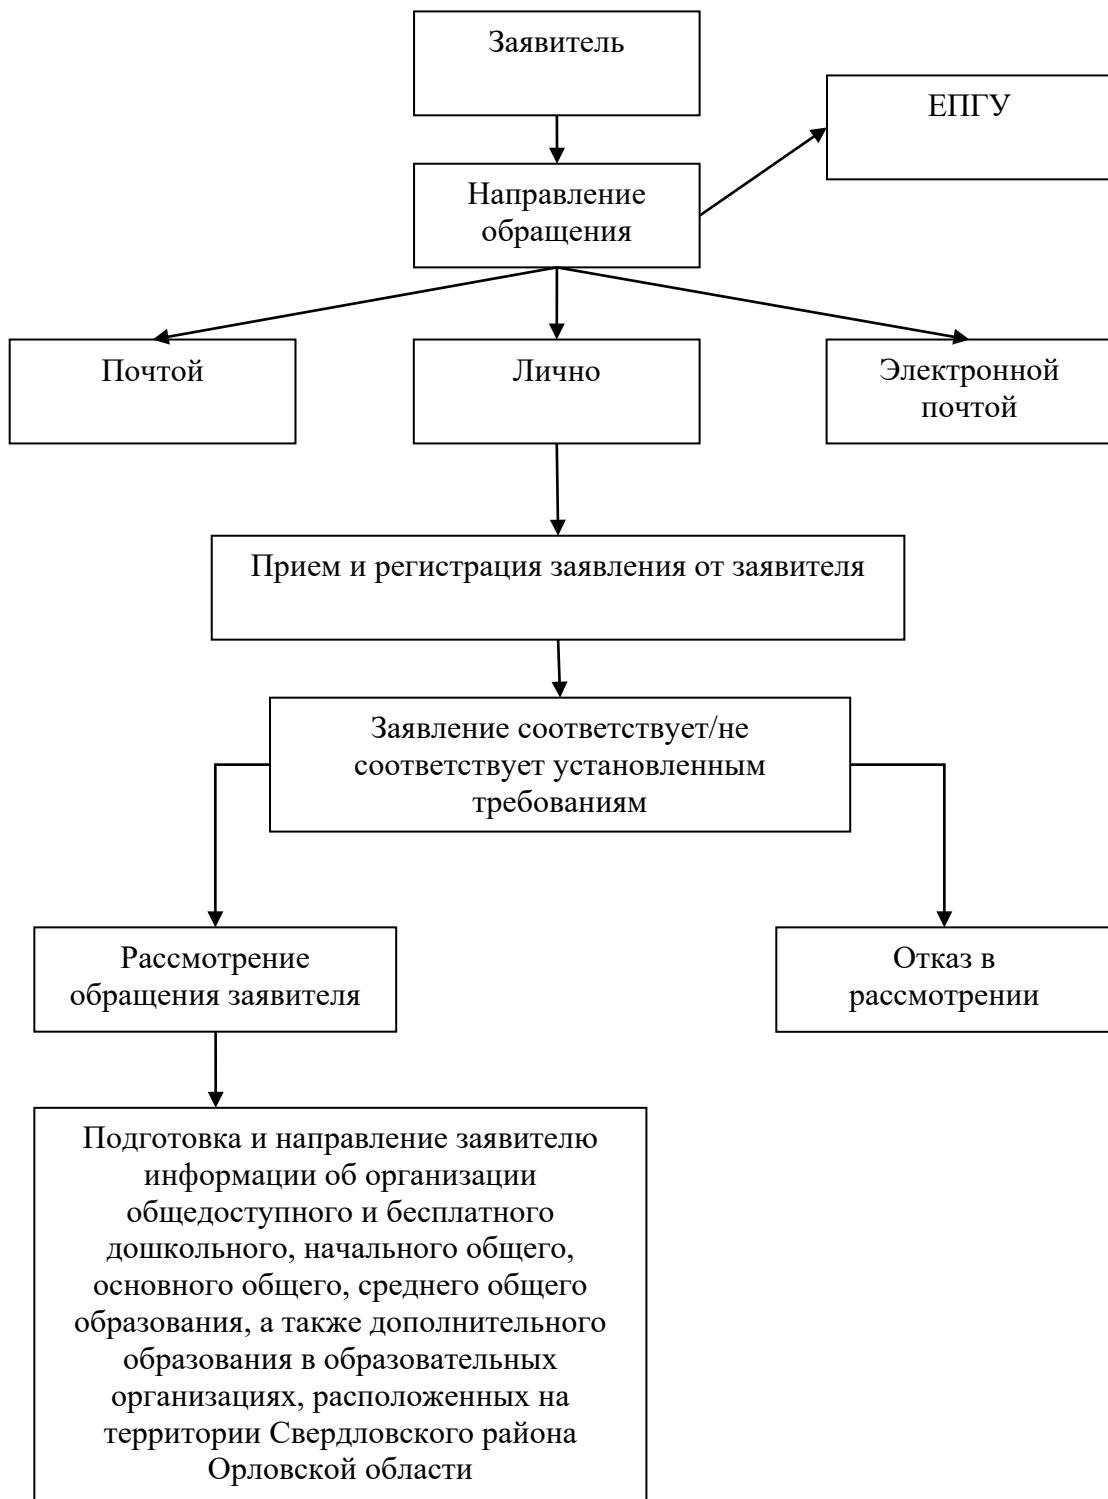 Заявитель
ЕПГУ
Направление
обращения
Почтой
Лично
Электронной
почтой
Прием и регистрация заявления от заявителя
Заявление соответствует/не
соответствует установленным
требованиям
Рассмотрение
обращения заявителя
Отказ в
рассмотрении
Подготовка и направление заявителю
информации об организации
общедоступного и бесплатного
дошкольного, начального общего,
основного общего, среднего общего
образования, а также дополнительного
образования в образовательных
организациях, расположенных на
территории Свердловского района
Орловской области